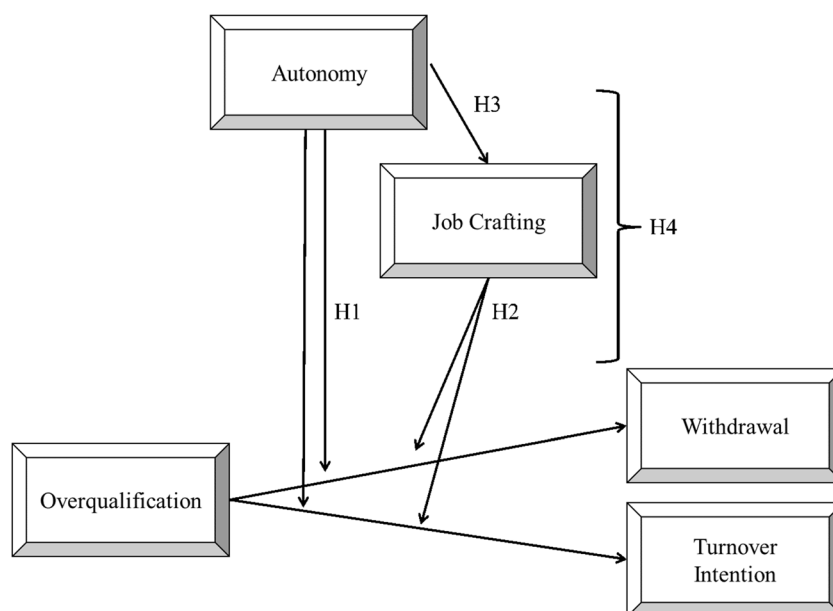 Autonomy
H3
Job Crafting
H4
H1
H2
Withdrawal
Overqualification
Turnover
Intention